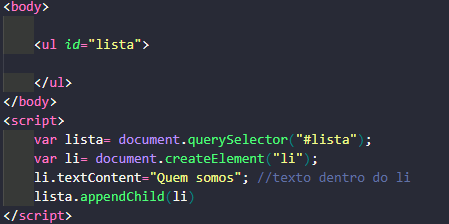 <body>
<ul id="lista">
</ul>
</body>
<script>
var lista= document.querySelector("#lista");
var li= document.createElement("li");
li.textContent="Quem somos"; //texto dentro do li
lista.appendChild(li)
</script>